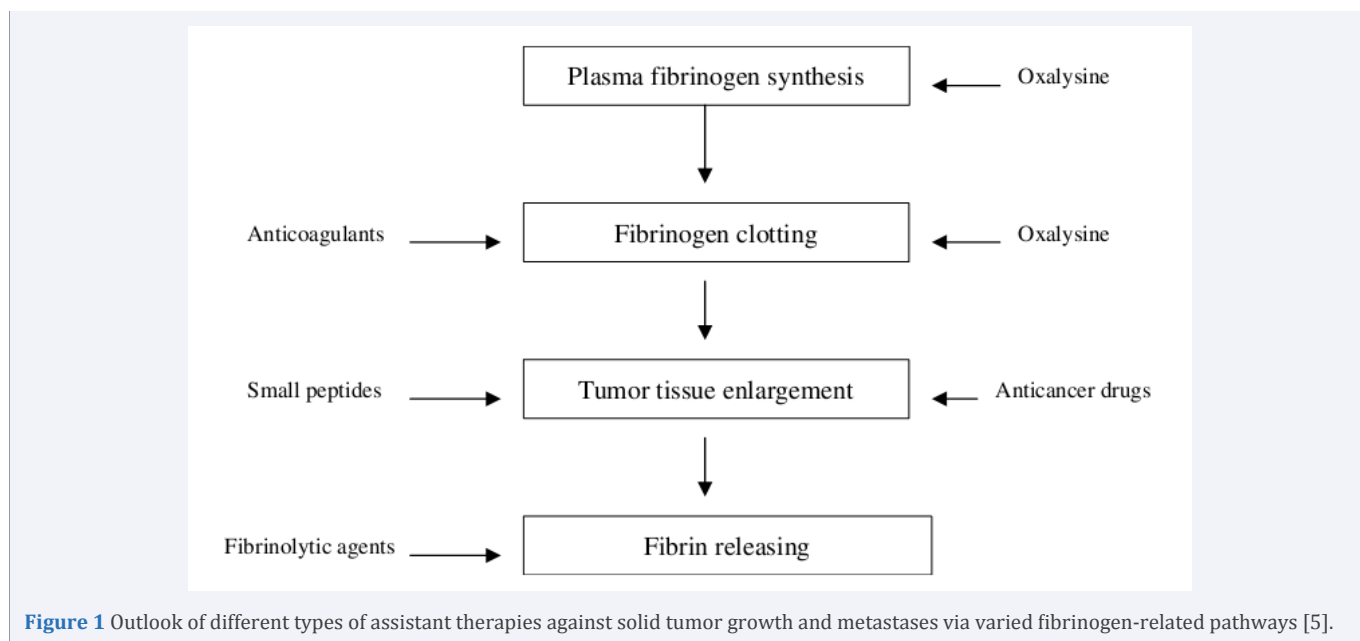 Plasma fibrinogen synthesis
Oxalysine
Anticoagulants
Fibrinogen clotting
Oxalysine
Small peptides
Tumor tissue enlargement
Anticancer drugs
Fibrinolytic agents
Fibrin releasing
Figure 1 Outlook of different types of assistant therapies against solid tumor growth and metastases via varied fibrinogen-related pathways [5].